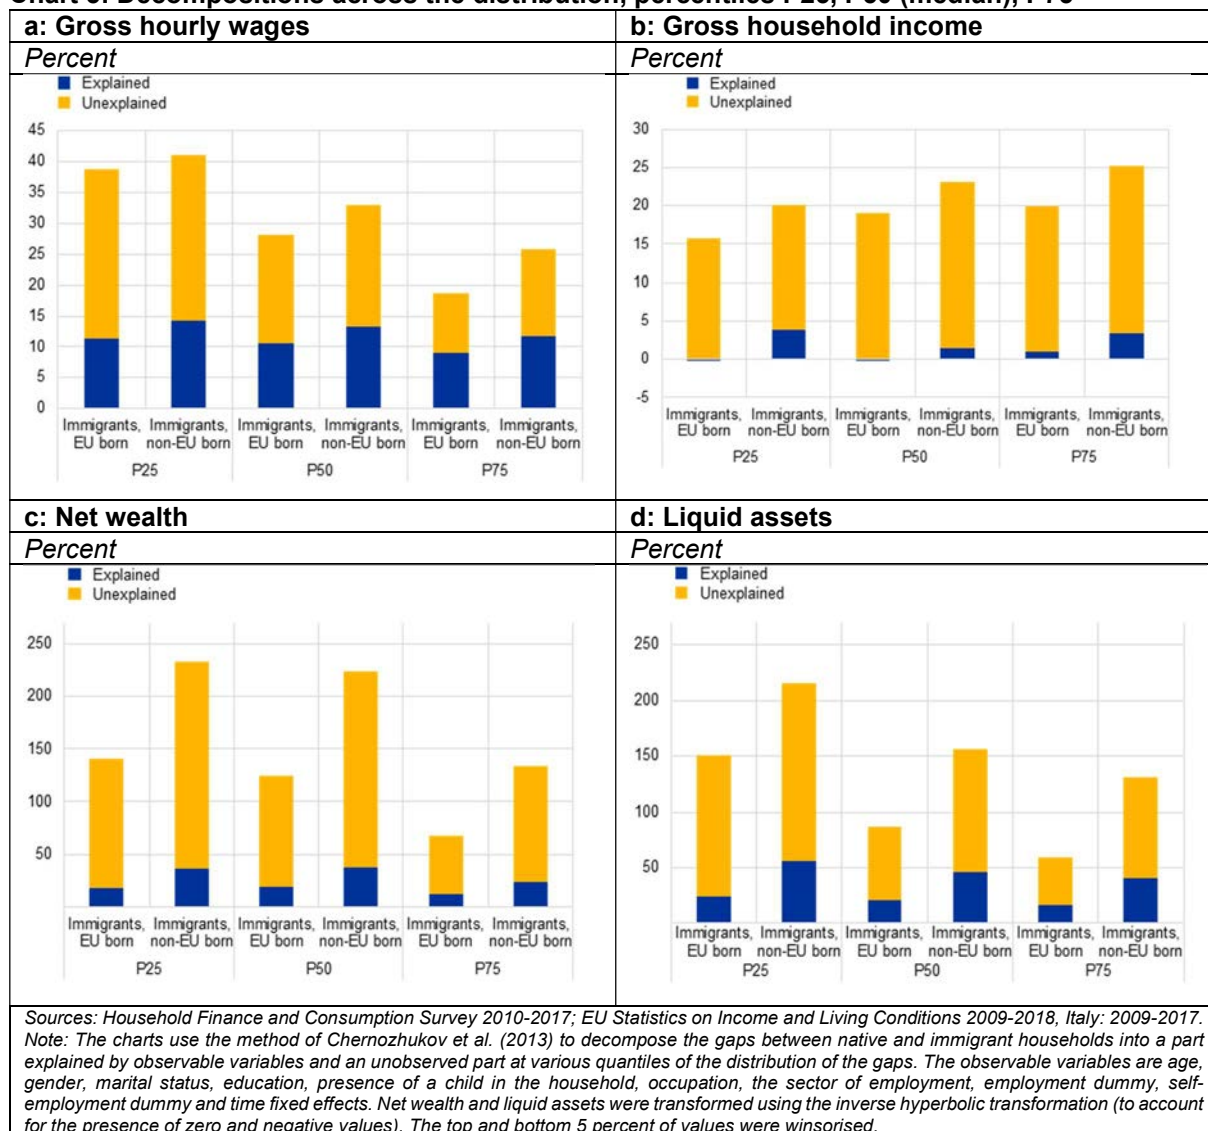 a: Gross hourly wages
Percent
Explained
Unexplained
45
40
35
30
25
20
15
10
5
0
Immigrants, EU born
Immigrants, non-EU born
Immigrants, EU born
Immigrants, non-EU born
Immigrants, EU born
Immigrants, non-EU born
P25
P50
P75
b: Gross household income
Percent
Explained
Unexplained
30
25
20
15
10
5
0
-5
Immigrants, EU born
Immigrants, non-EU born
Immigrants, EU born
Immigrants, non-EU born
Immigrants, EU born
Immigrants, non-EU born
P25
P50
P75
c: Net wealth
Percent
Explained
Unexplained
250
200
150
100
50
Immigrants, EU born
Immigrants, non-EU born
Immigrants, EU born
Immigrants, non-EU born
Immigrants, EU born
Immigrants, non-EU born
P25
P50
P75
d: Liquid assets
Percent
Explained
Unexplained
250
200
150
100
50
Immigrants, EU born
Immigrants, non-EU born
Immigrants, EU born
Immigrants, non-EU born
Immigrants, EU born
Immigrants, non-EU born
P25
P50
P75
Sources: Household Finance and Consumption Survey 2010-2017; EU Statistics on Income and Living Conditions 2009-2018, Italy: 2009-2017.
Note: The charts use the method of Chernozhukov et al. (2013) to decompose the gaps between native and immigrant households into a part
explained by observable variables and an unobserved part at various quantiles of the distribution of the gaps. The observable variables are age,
gender, marital status, education, presence of a child in the household, occupation, the sector of employment, employment dummy, self-
employment dummy and time fixed effects. Net wealth and liquid assets were transformed using the inverse hyperbolic transformation (to account
for the presence of zero and negative values). The top and bottom 5 percent of values were winsorised.